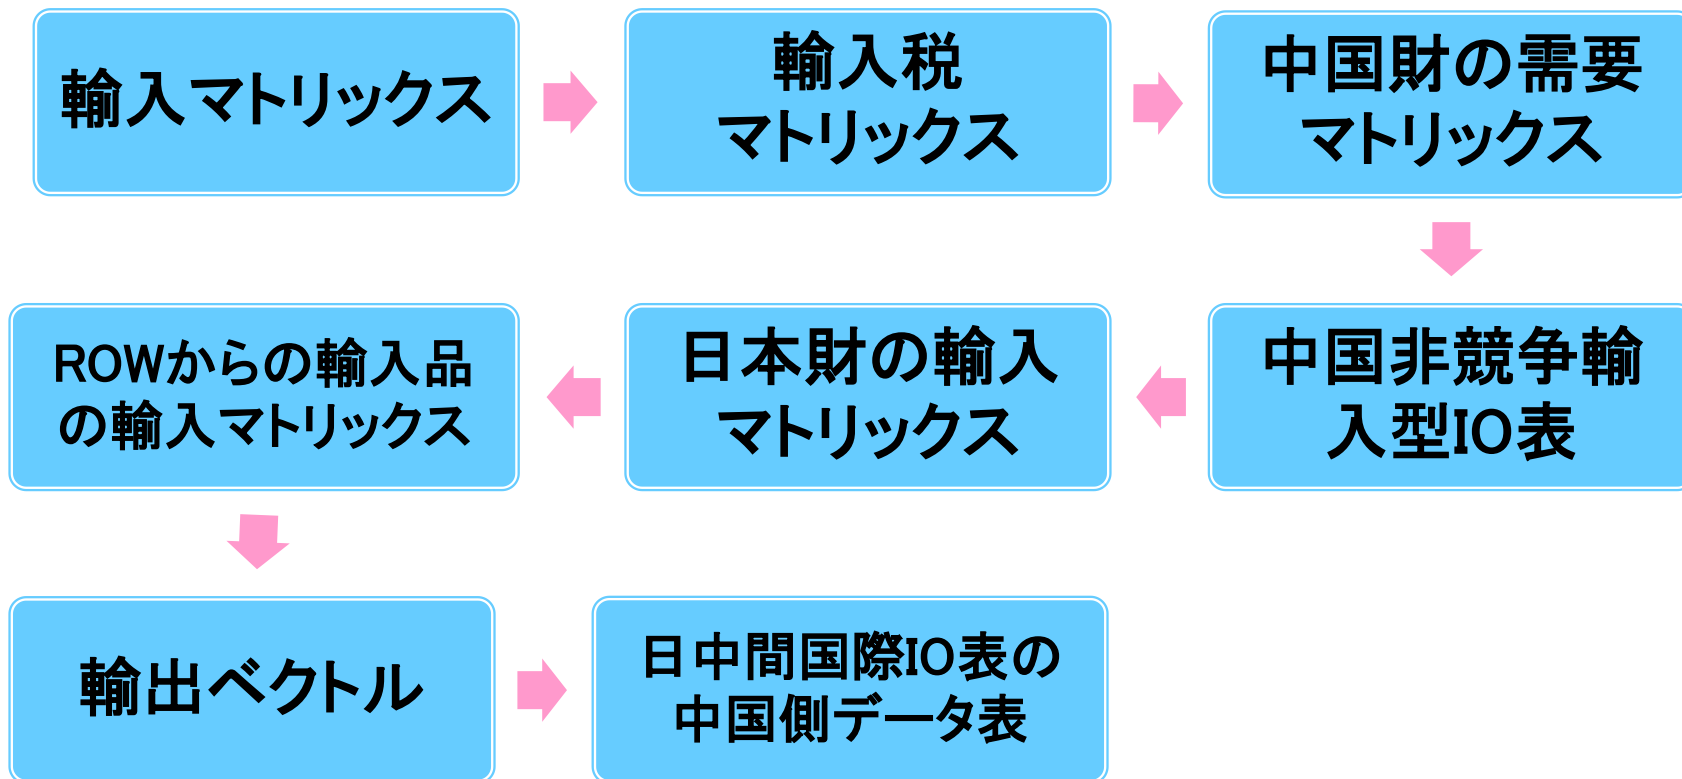 輸入マトリックス
輸入税
マトリックス
中国財の需要
マトリックス
中国非競争輸
入型IO表
日本財の輸入
マトリックス
ROWからの輸入品
の輸入マトリックス
輸出ベクトル
日中間国際IO表の
中国側データ表